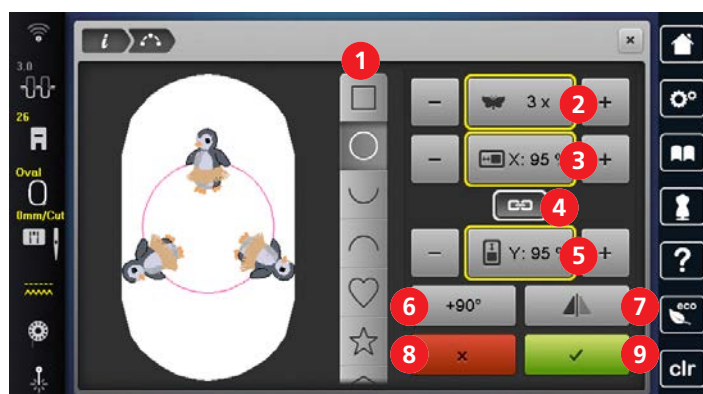 i
×
3.0
26
Oval
0mm/Cut
1
−
3 x
2
+
−
X: 95 %
3
+
4
−
Y: 95 %
5
+
6
+90°
7
8
×
9
?
eco
clr